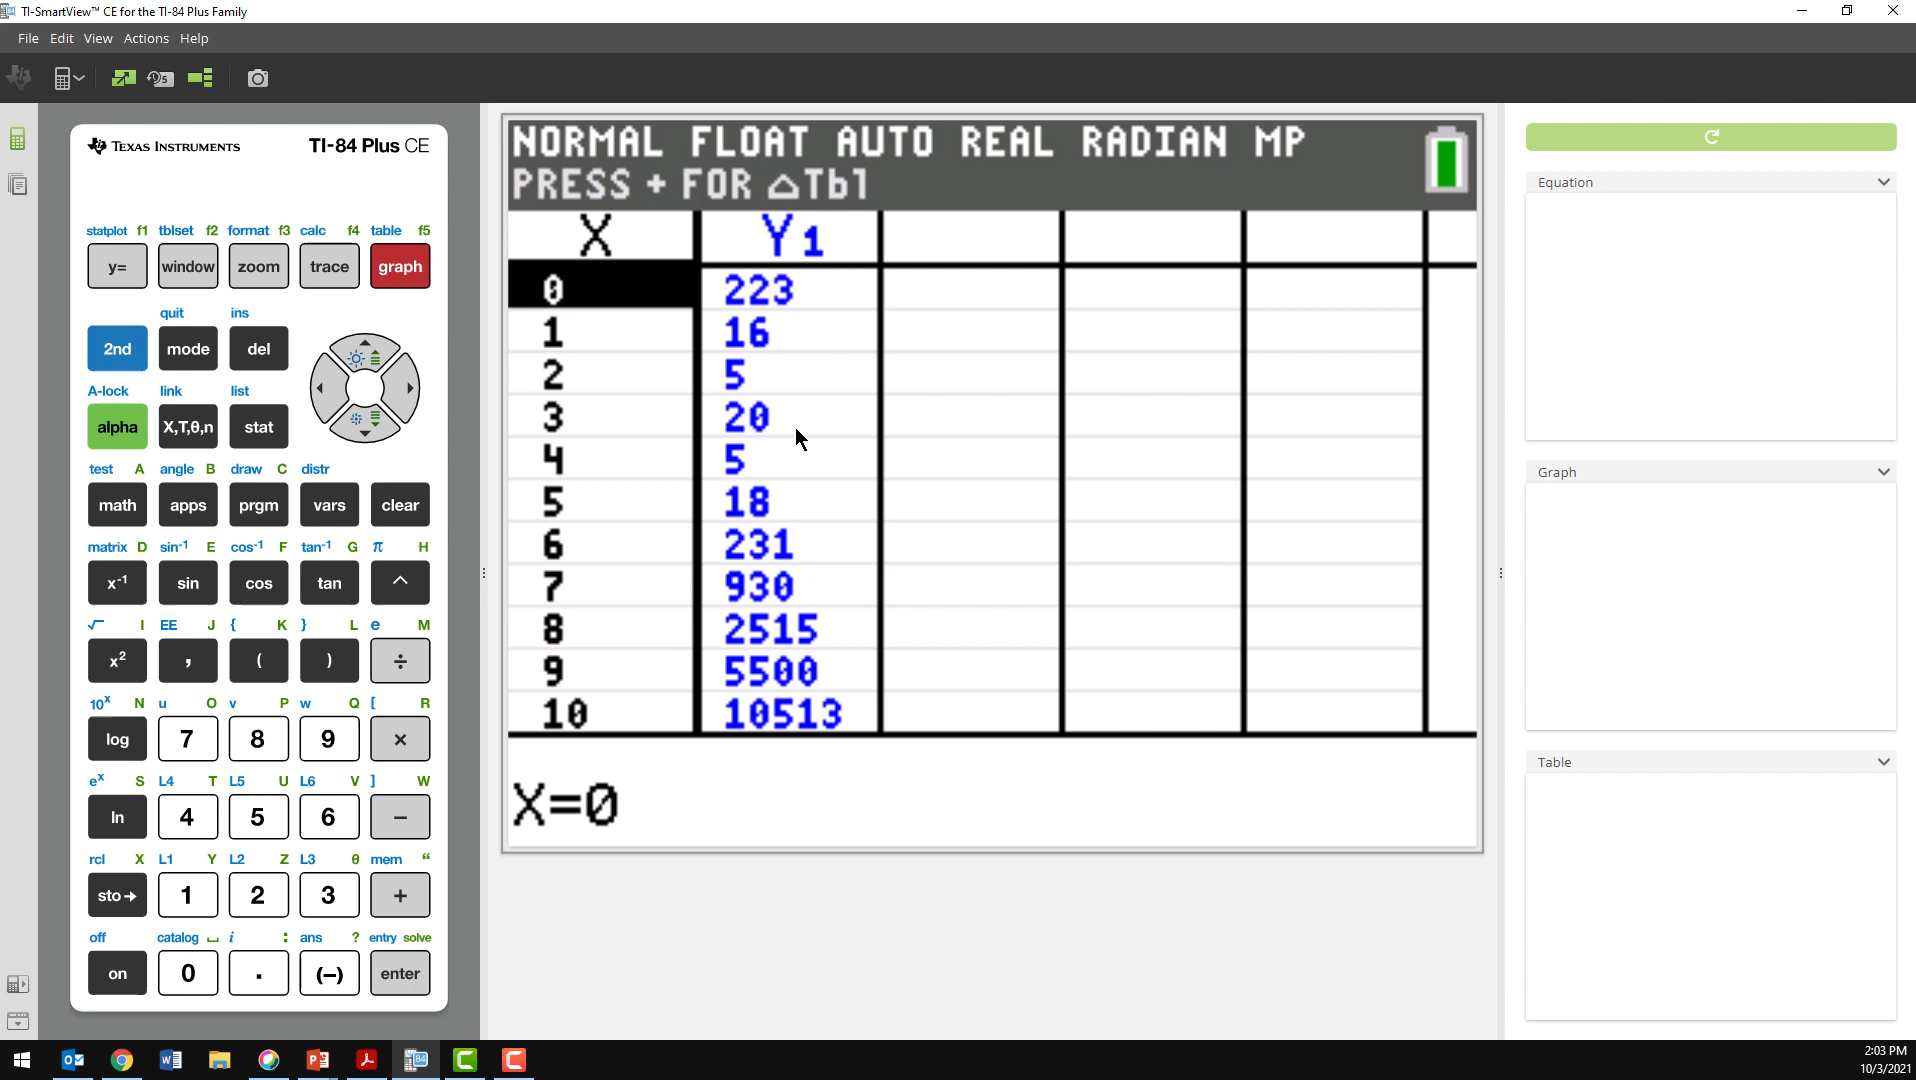 TI-SmartView™ CE for the TI-84 Plus Family
File Edit View Actions Help
TEXAS INSTRUMENTS TI-84 Plus CE
statplot f1 tblset f2 format f3 calc f4 table f5
y= window zoom trace graph
quit ins
2nd mode del
A-lock link list
alpha X,T,θ,n stat
test A angle B draw C distr
math apps prgm vars clear
matrix D sin⁻¹ E cos⁻¹ F tan⁻¹ G π H
x⁻¹ sin cos tan ^
√ I EE J { K } L e M
x² , ( ) ÷
10ˣ N u O v P w Q [ R
log 7 8 9 ×
eˣ S L4 T L5 U L6 V ] W
ln 4 5 6 −
rcl X L1 Y L2 Z L3 θ mem “
sto→ 1 2 3 +
off catalog ⎵ i : ans ? entry solve
on 0 . (−) enter
NORMAL FLOAT AUTO REAL RADIAN MP
PRESS + FOR △Tbl
X Y1
0 223
1 16
2 5
3 20
4 5
5 18
6 231
7 930
8 2515
9 5500
10 10513
X=0
Equation
Graph
Table
2:03 PM
10/3/2021